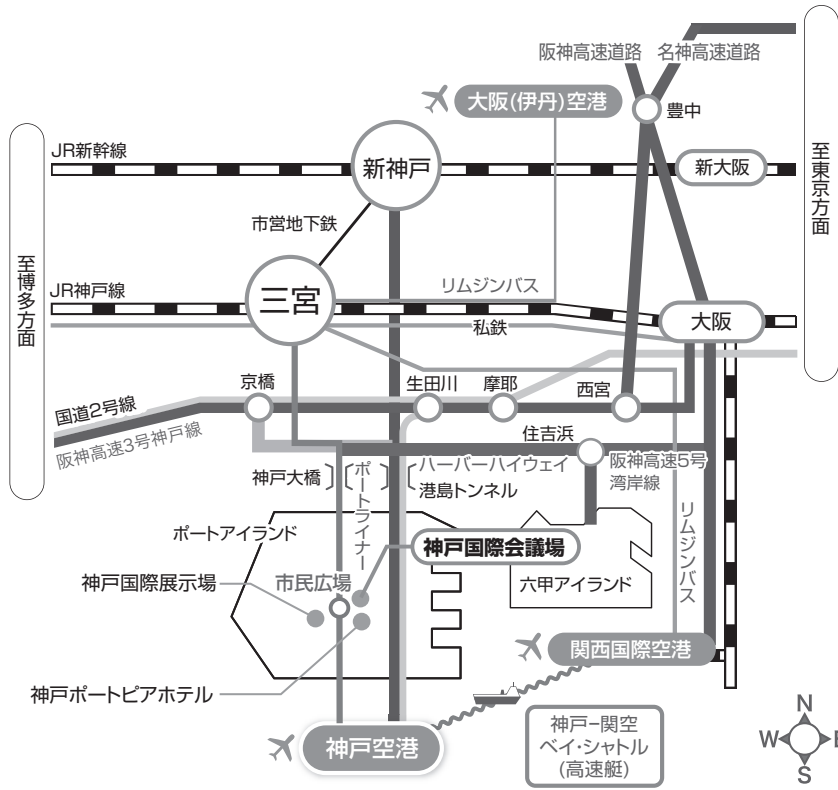 阪神高速道路
名神高速道路
大阪(伊丹)空港
豊中
至東京方面
JR新幹線
新神戸
新大阪
至博多方面
市営地下鉄
リムジンバス
JR神戸線
三宮
私鉄
大阪
京橋
生田川
摩耶
西宮
国道2号線
阪神高速3号神戸線
住吉浜
神戸大橋
ポートライナー
ハーバーハイウェイ
港島トンネル
阪神高速5号
湾岸線
リムジンバス
ポートアイランド
神戸国際会議場
六甲アイランド
神戸国際展示場
市民広場
関西国際空港
神戸ポートピアホテル
神戸空港
神戸−関空
ベイ・シャトル
(高速艇)
N
W
E
S